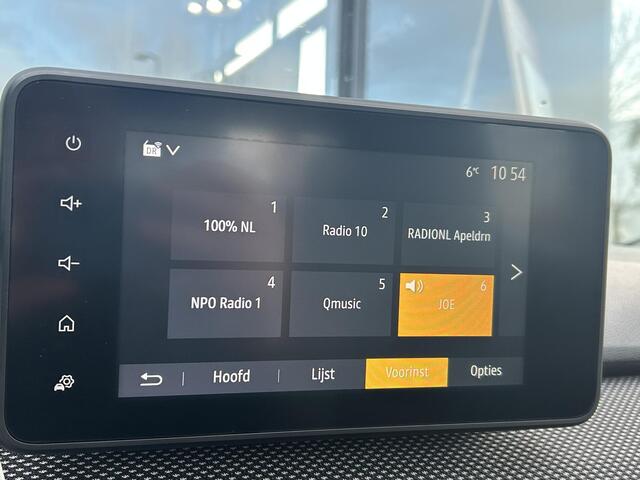 DR
6°C 10 54
1 2 3
100% NL Radio 10 RADIONL Apeldrn
4 5 6
NPO Radio 1 Qmusic JOE
Hoofd Lijst Voorinst Opties